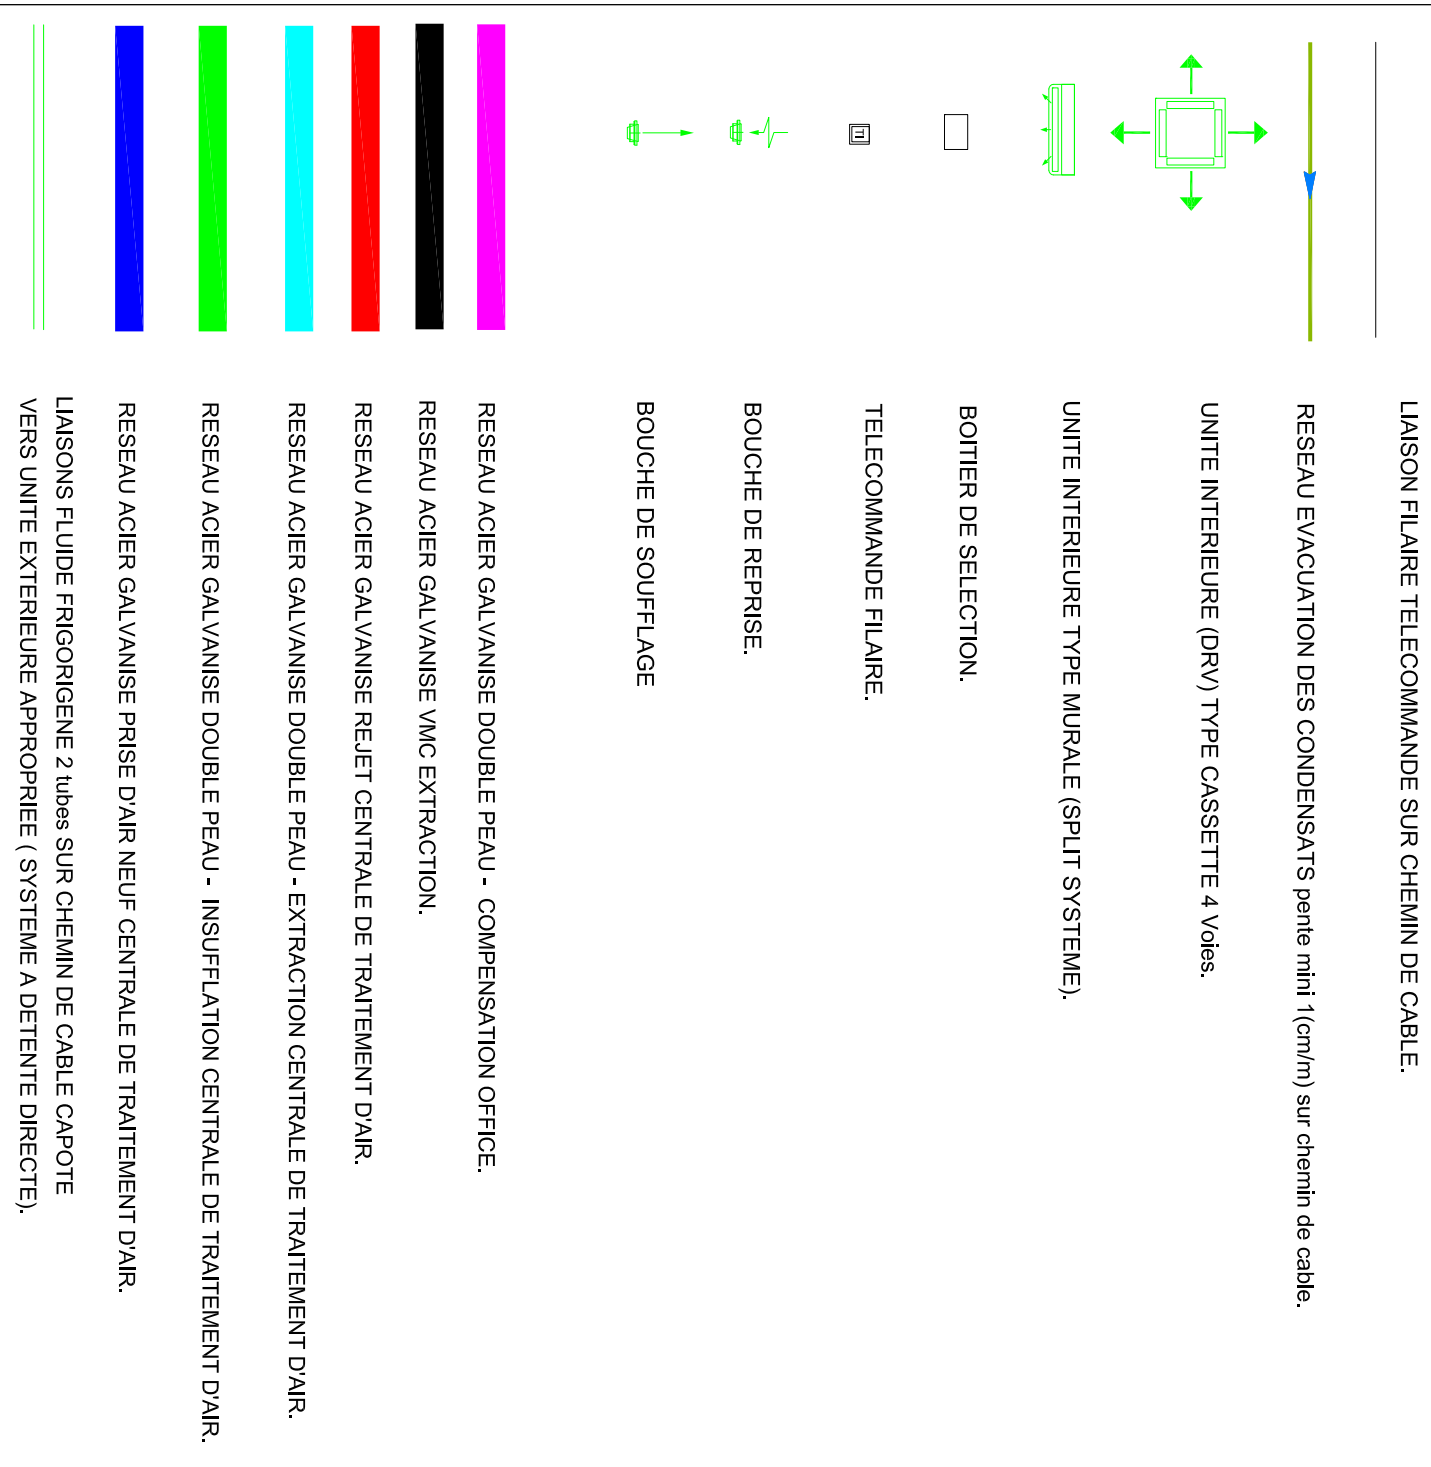 LIAISON FILAIRE TELECOMMANDE SUR CHEMIN DE CABLE.
RESEAU EVACUATION DES CONDENSATS pente mini 1(cm/m) sur chemin de cable.
UNITE INTERIEURE (DRV) TYPE CASSETTE 4 Voies.
UNITE INTERIEURE TYPE MURALE (SPLIT SYSTEME).
BOITIER DE SELECTION.
TI
TELECOMMANDE FILAIRE.
BOUCHE DE REPRISE.
BOUCHE DE SOUFFLAGE
RESEAU ACIER GALVANISE DOUBLE PEAU - COMPENSATION OFFICE.
RESEAU ACIER GALVANISE VMC EXTRACTION.
RESEAU ACIER GALVANISE REJET CENTRALE DE TRAITEMENT D'AIR.
RESEAU ACIER GALVANISE DOUBLE PEAU - EXTRACTION CENTRALE DE TRAITEMENT D'AIR.
RESEAU ACIER GALVANISE DOUBLE PEAU - INSUFFLATION CENTRALE DE TRAITEMENT D'AIR.
RESEAU ACIER GALVANISE PRISE D'AIR NEUF CENTRALE DE TRAITEMENT D'AIR.
LIAISONS FLUIDE FRIGORIGENE 2 tubes SUR CHEMIN DE CABLE CAPOTE
VERS UNITE EXTERIEURE APPROPRIEE ( SYSTEME A DETENTE DIRECTE).